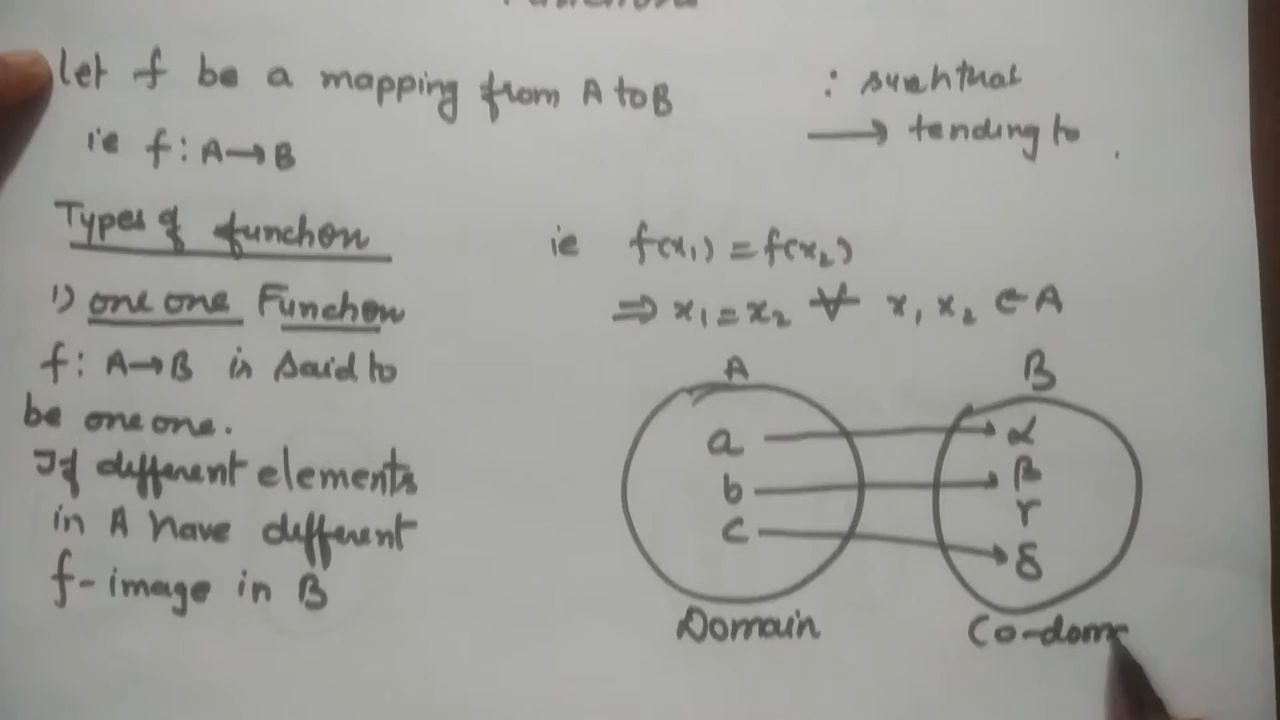 let f be a mapping from A to B
ie f : A → B
: such that
→ tending to .
Types of function
1) one one Function
f : A → B is said to
be one one .
If different elements
in A have different
f - image in B
ie f(x₁) = f(x₂)
⇒ x₁ = x₂ ∀ x₁ x₂ ∈ A
A
B
a
b
c
α
β
r
δ
Domain
Co-dom